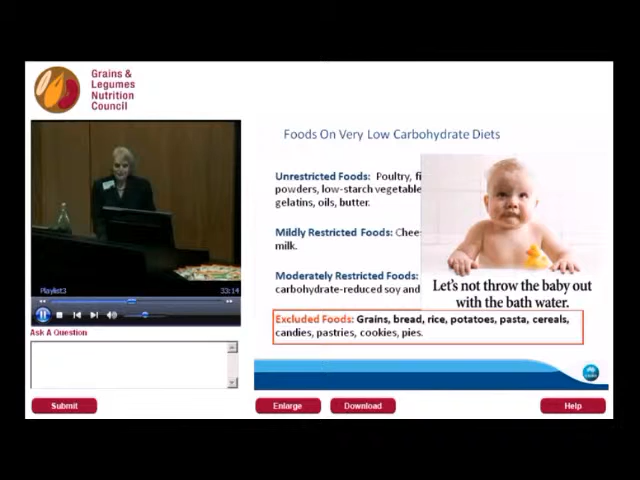 Grains &
Legumes
Nutrition
Council
Foods On Very Low Carbohydrate Diets
Unrestricted Foods: Poultry,
powders, low-starch vegetable
gelatins, oils, butter.
Mildly Restricted Foods: Chee
milk.
Moderately Restricted Foods:
carbohydrate-reduced soy and
Let's not throw the baby out
with the bath water.
Excluded Foods: Grains, bread, rice, potatoes, pasta, cereals,
candies, pastries, cookies, pies.
Playlist3 33:14
Ask A Question
Submit
Enlarge
Download
Help